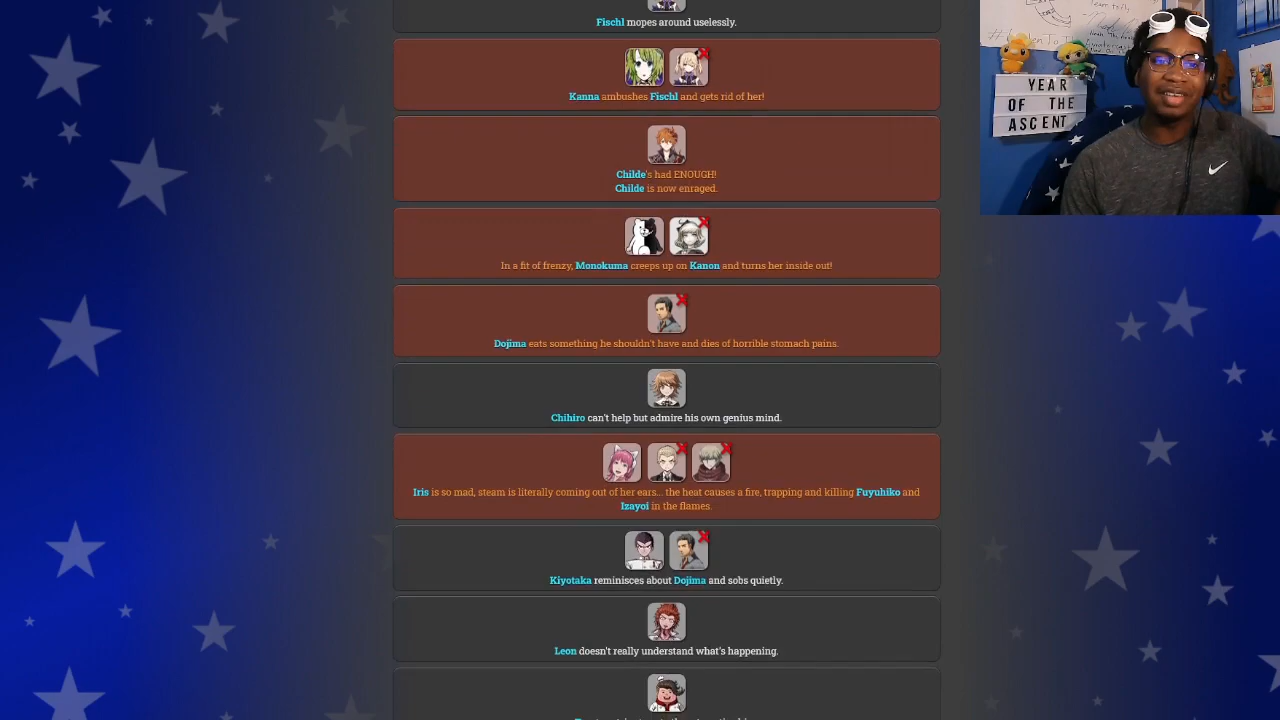 Fischl mopes around uselessly.
Kanna ambushes Fischl and gets rid of her!
Childe's had ENOUGH!
Childe is now enraged.
In a fit of frenzy, Monokuma creeps up on Kanon and turns her inside out!
Dojima eats something he shouldn't have and dies of horrible stomach pains.
Chihiro can't help but admire his own genius mind.
Iris is so mad, steam is literally coming out of her ears... the heat causes a fire, trapping and killing Fuyuhiko and
Izayoi in the flames.
Kiyotaka reminisces about Dojima and sobs quietly.
Leon doesn't really understand what's happening.
YEAR
OF THE
ASCENT